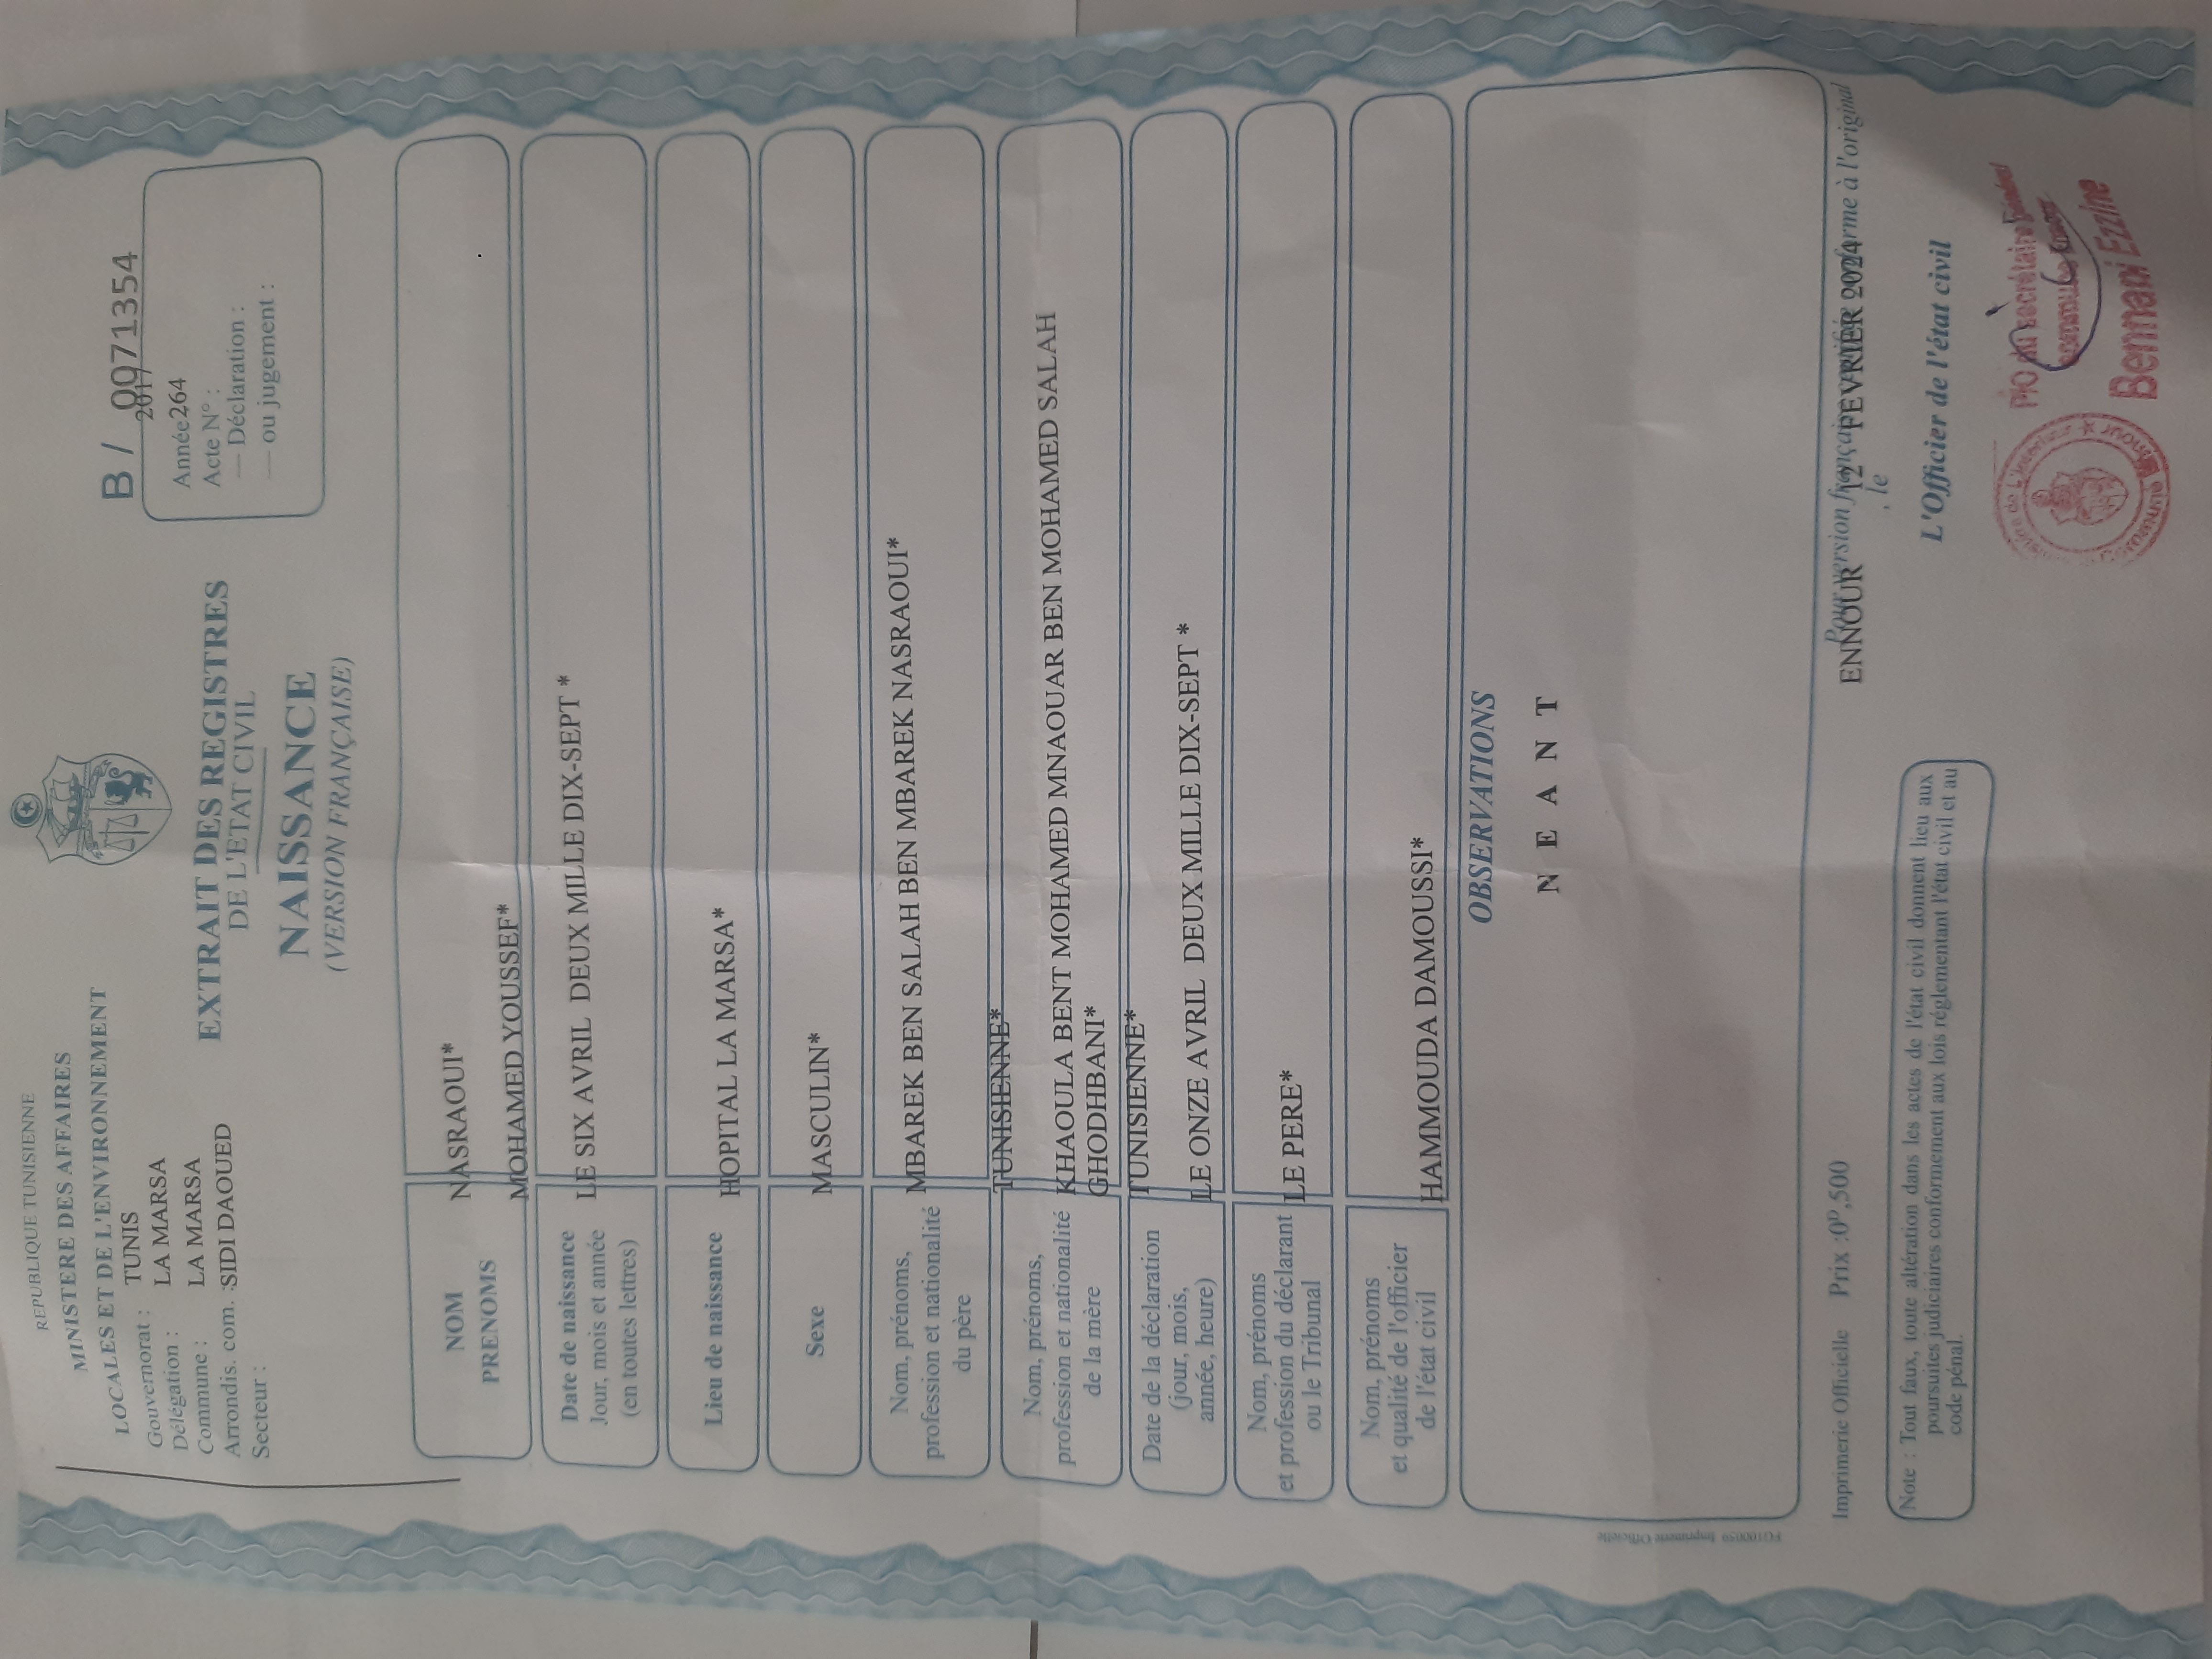 REPUBLIQUE TUNISIENNE
MINISTERE DES AFFAIRES
LOCALES ET DE L'ENVIRONNEMENT
Gouvernorat : TUNIS
Délégation : LA MARSA
Commune : LA MARSA
Arrondis. com. : SIDI DAOUED
Secteur :
EXTRAIT DES REGISTRES
DE L'ETAT CIVIL
NAISSANCE
(VERSION FRANÇAISE)
B / 0071354
2017
Année 264
Acte N° :
— Déclaration :
— ou jugement :
NOM NASRAOUI*
PRENOMS MOHAMED YOUSSEF*
Date de naissance
Jour, mois et année
(en toutes lettres)
LE SIX AVRIL DEUX MILLE DIX-SEPT *
Lieu de naissance HOPITAL LA MARSA*
Sexe MASCULIN*
Nom, prénoms,
profession et nationalité
du père
MBAREK BEN SALAH BEN MBAREK NASRAOUI*
TUNISIENNE*
Nom, prénoms,
profession et nationalité
de la mère
KHAOULA BENT MOHAMED MNAOUAR BEN MOHAMED SALAH
GHODHBANI*
TUNISIENNE*
Date de la déclaration
(jour, mois,
année, heure)
LE ONZE AVRIL DEUX MILLE DIX-SEPT *
Nom, prénoms
et profession du déclarant
ou le Tribunal
LE PERE*
Nom, prénoms
et qualité de l'officier
de l'état civil
HAMMOUDA DAMOUSSI*
OBSERVATIONS
N E A N T
Imprimerie Officielle Prix : 0D,500
Pour version française conforme à l'original
ENNOUR 12 FEVRIER 2024
, le
L'Officier de l'état civil
P/O du secrétaire Général
Bennani Ezzine
Note : Tout faux, toute altération dans les actes de l'état civil donnent lieu aux
poursuites judiciaires conformement aux lois réglementant l'état civil et au
code pénal.
FG100059 Imprimerie Officielle